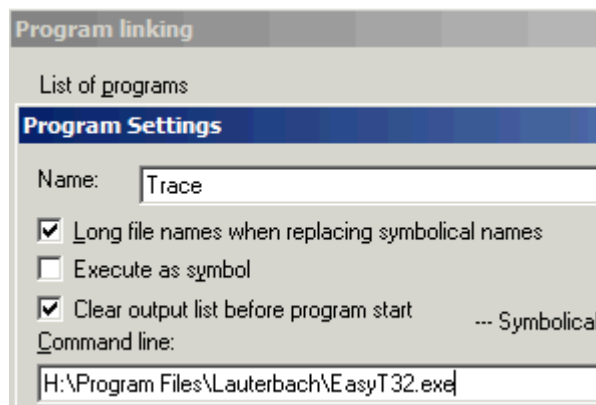 Program linking
List of programs
Program Settings
Name: Trace
Long file names when replacing symbolical names
Execute as symbol
Clear output list before program start
--- Symbolical
Command line:
H:\Program Files\Lauterbach\EasyT32.exe